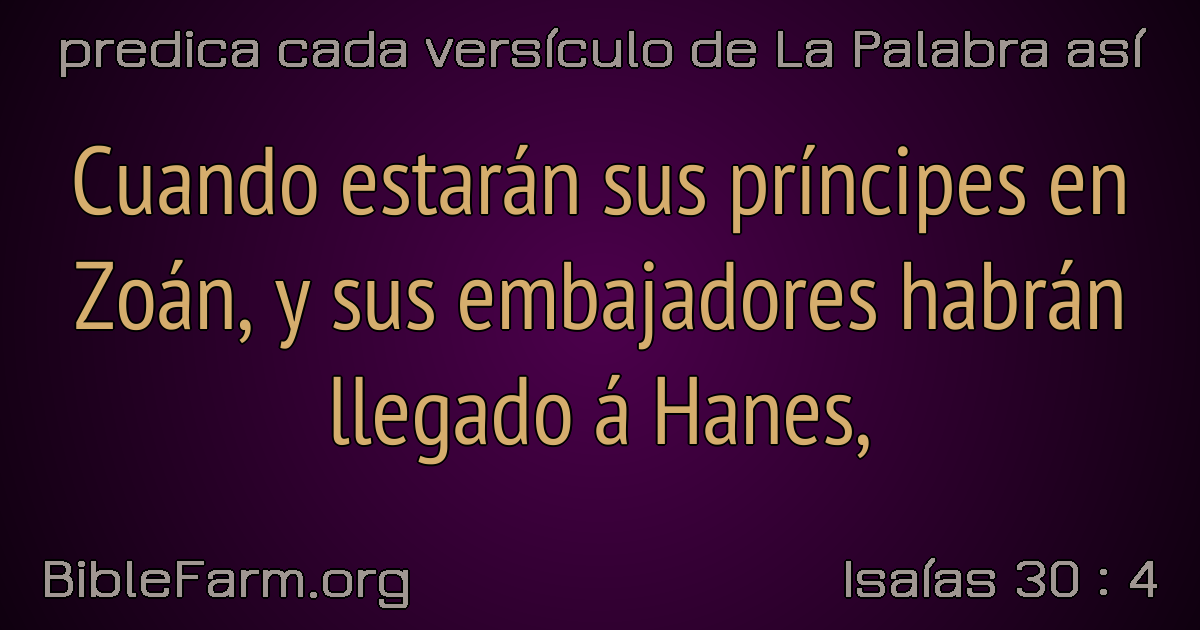 predica cada versículo de La Palabra así
Cuando estarán sus príncipes en
Zoán, y sus embajadores habrán
llegado á Hanes,
BibleFarm.org
Isaías 30 : 4